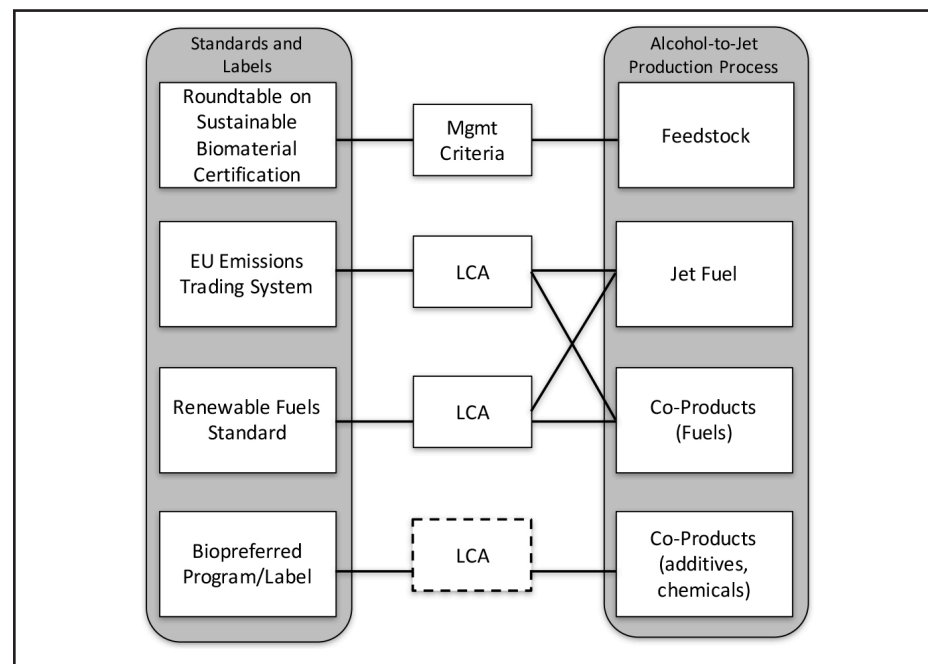 Standards and
Labels
Roundtable on
Sustainable
Biomaterial
Certification
EU Emissions
Trading System
Renewable Fuels
Standard
Biopreferred
Program/Label
Mgmt
Criteria
LCA
LCA
LCA
Alcohol-to-Jet
Production Process
Feedstock
Jet Fuel
Co-Products
(Fuels)
Co-Products
(additives,
chemicals)